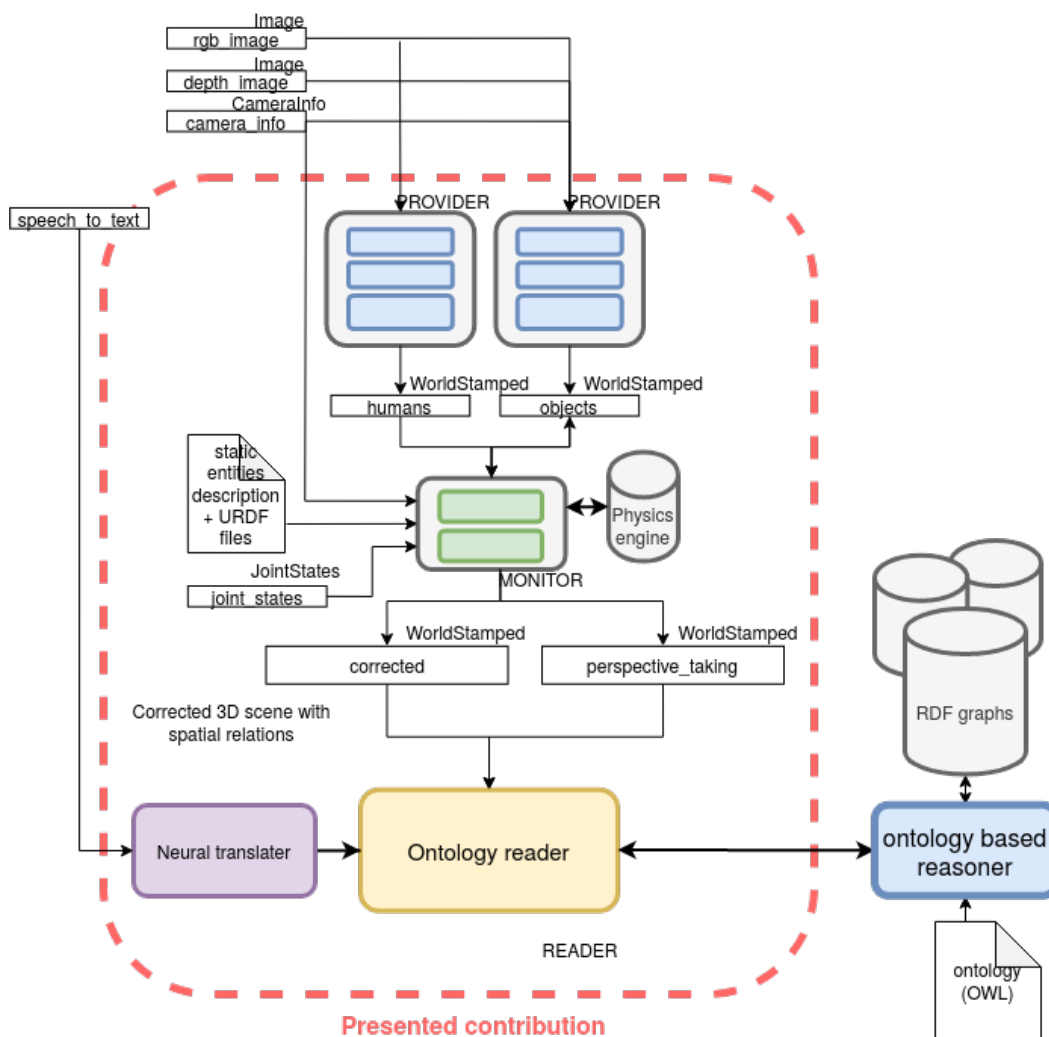 Image
rgb_image
Image
depth_image
CameraInfo
camera_info
speech_to_text
PROVIDER
PROVIDER
WorldStamped
humans
WorldStamped
objects
static
entities
description
+ URDF
files
Physics
engine
JointStates
joint_states
MONITOR
WorldStamped
corrected
WorldStamped
perspective_taking
Corrected 3D scene with
spatial relations
RDF graphs
Neural translater
Ontology reader
ontology based
reasoner
READER
ontology
(OWL)
Presented contribution